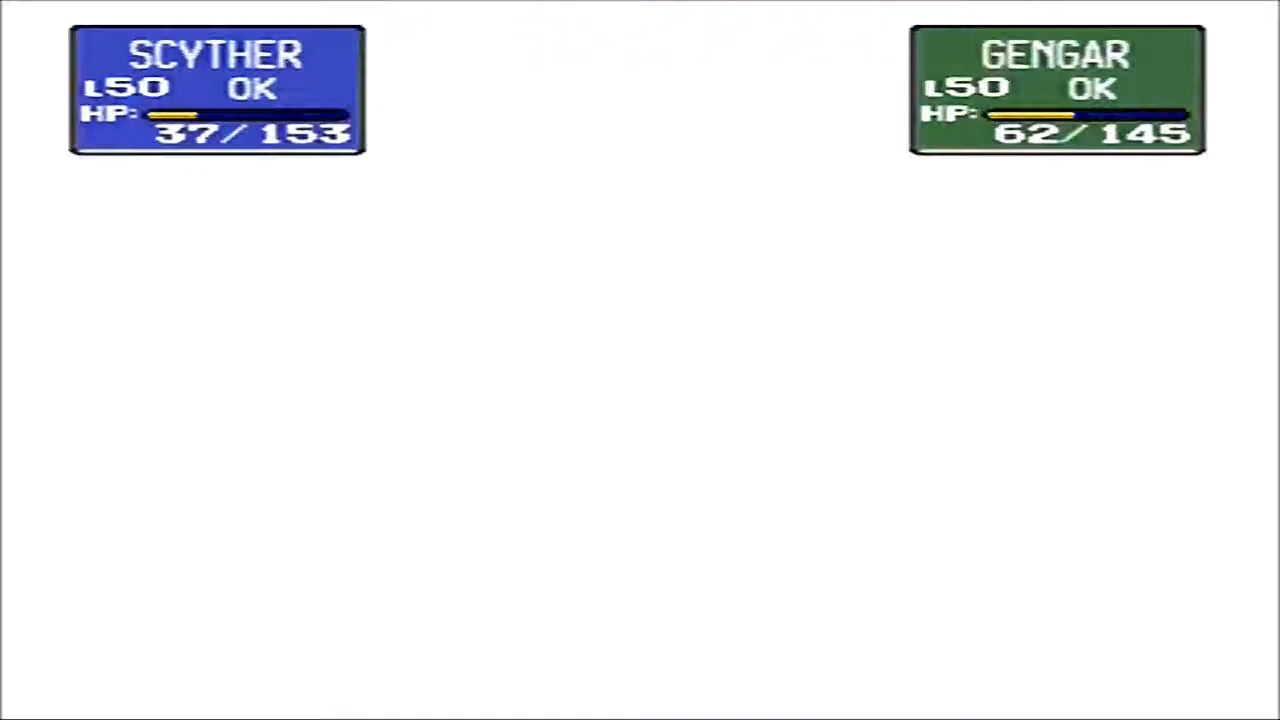 SCYTHER
L50 OK
HP:
37/153
GENGAR
L50 OK
HP:
62/145